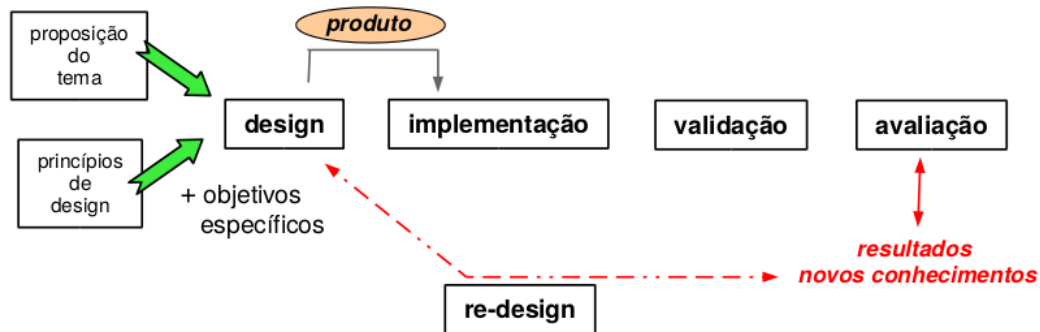 produto
proposição
do
tema
design
implementação
validação
avaliação
princípios
de
design
+ objetivos
específicos
resultados
novos conhecimentos
re-design